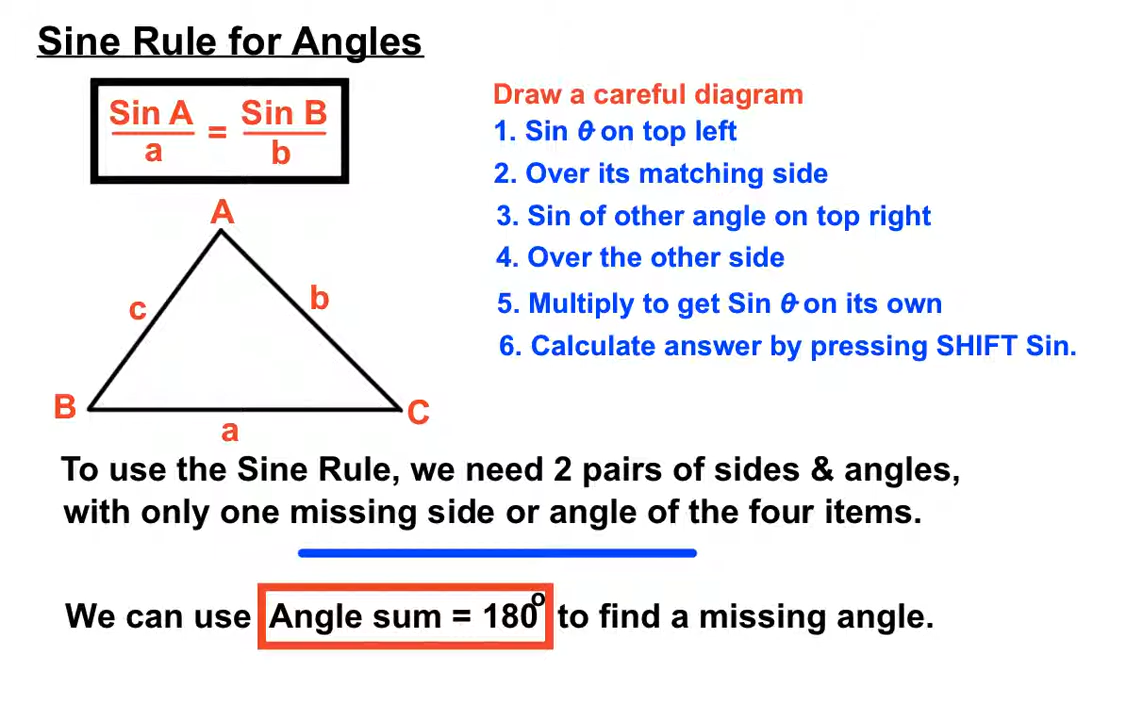 Sine Rule for Angles
Sin A = Sin B
a b
Draw a careful diagram
1. Sin θ on top left
2. Over its matching side
3. Sin of other angle on top right
4. Over the other side
5. Multiply to get Sin θ on its own
6. Calculate answer by pressing SHIFT Sin.
A
c
b
B
C
a
To use the Sine Rule, we need 2 pairs of sides & angles,
with only one missing side or angle of the four items.
We can use Angle sum = 180° to find a missing angle.